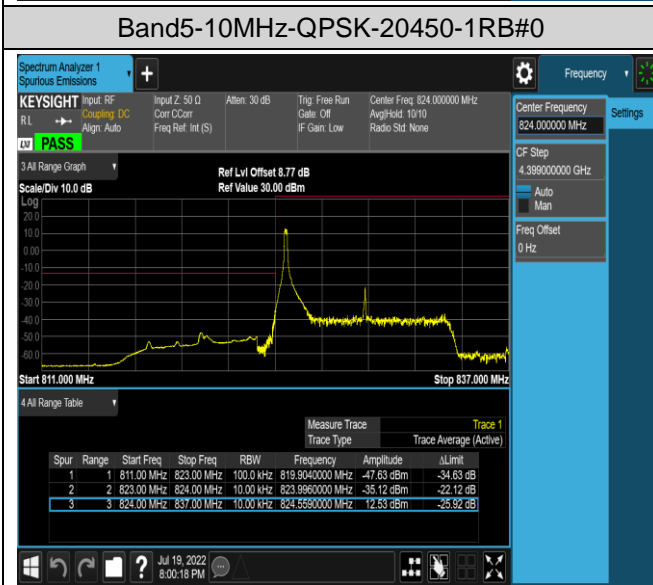 Band5-10MHz-QPSK-20450-1RB#0
Spectrum Analyzer 1
Spurious Emissions
Frequency
KEYSIGHT Input: RF Input Z: 50 Ω Atten: 30 dB Trig: Free Run Center Freq: 824.000000 MHz
RL Coupling: DC Corr CCorr Gate: Off Avg|Hold: 10/10
Align: Auto Freq Ref: Int (S) IF Gain: Low Radio Std: None
LXI PASS
Center Frequency
824.000000 MHz
Settings
CF Step
4.399000000 GHz
Auto
Man
Freq Offset
0 Hz
3 All Range Graph
Ref Lvl Offset 8.77 dB
Scale/Div 10.0 dB Ref Value 30.00 dBm
Log
20.0
10.0
0.00
-10.0
-20.0
-30.0
-40.0
-50.0
-60.0
Start 811.000 MHz Stop 837.000 MHz
4 All Range Table
Measure Trace Trace 1
Trace Type Trace Average (Active)
Spur Range Start Freq Stop Freq RBW Frequency Amplitude ΔLimit
1 1 811.00 MHz 823.00 MHz 100.0 kHz 819.9040000 MHz -47.63 dBm -34.63 dB
2 2 823.00 MHz 824.00 MHz 10.00 kHz 823.9960000 MHz -35.12 dBm -22.12 dB
3 3 824.00 MHz 837.00 MHz 10.00 kHz 824.5590000 MHz 12.53 dBm -25.92 dB
Jul 19, 2022
8:00:18 PM